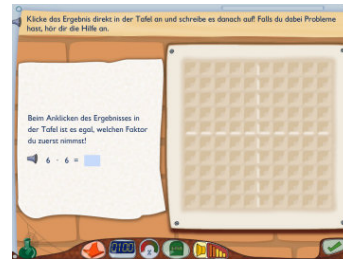 Klicke das Ergebnis direkt in der Tafel an und schreibe es danach auf! Falls du dabei Probleme
hast, hör dir die Hilfe an.
Beim Anklicken des Ergebnisses in
der Tafel ist es egal, welchen Faktor
du zuerst nimmst!
6 · 6 =
0100